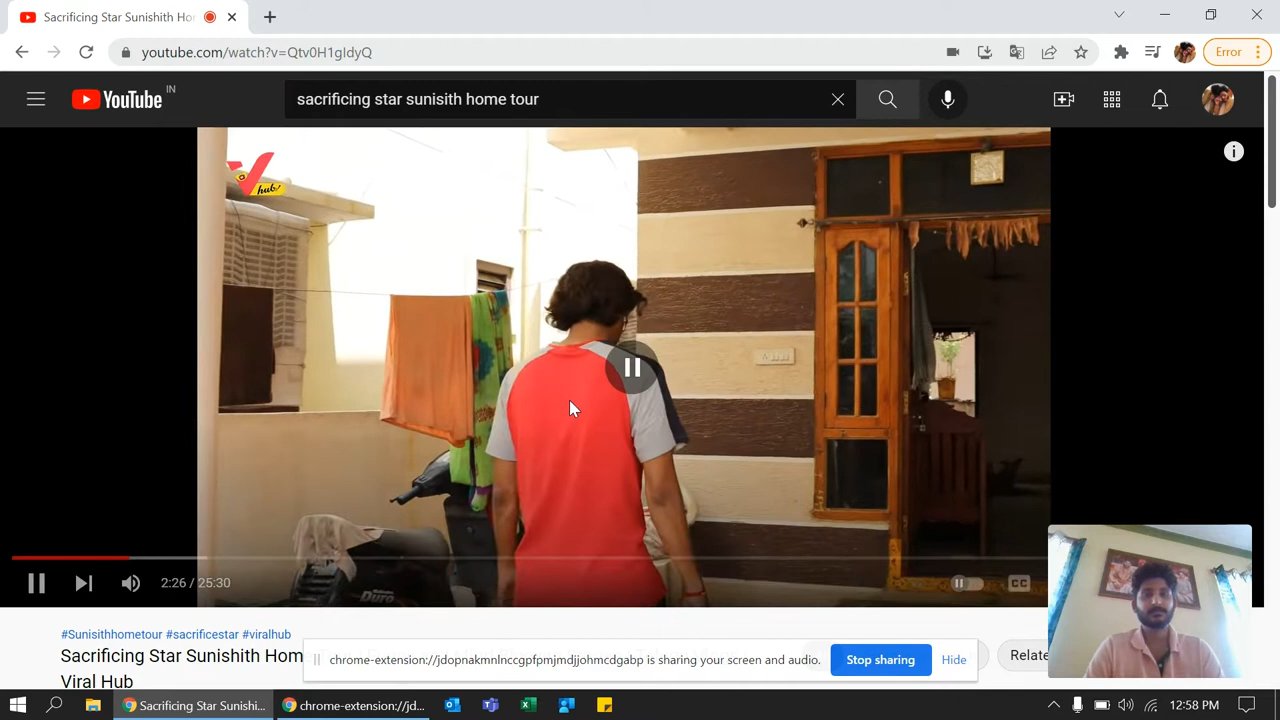 Sacrificing Star Sunishith Ho
youtube.com/watch?v=Qtv0H1gIdyQ
Error
YouTube
IN
sacrificing star sunisith home tour
a
hub!
2:26 / 25:30
CC
#Sunisithhometour #sacrificestar #viralhub
Sacrificing Star Sunishith Hom
Viral Hub
chrome-extension://jdopnakmnlnccgpfpmjmdjjohmcdgabp is sharing your screen and audio.
Stop sharing
Hide
Relate
Sacrificing Star Sunishi...
chrome-extension://jd...
12:58 PM